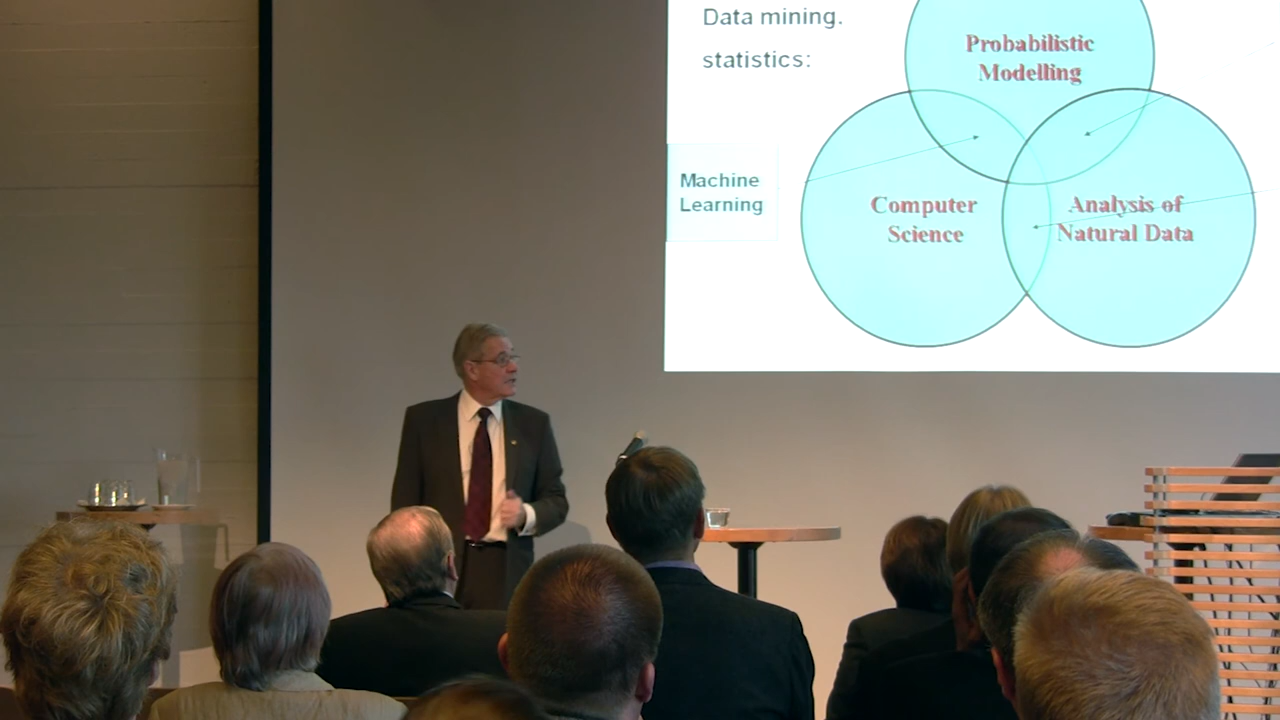 Data mining.
statistics:
Probabilistic
Modelling
Machine
Learning
Computer
Science
Analysis of
Natural Data